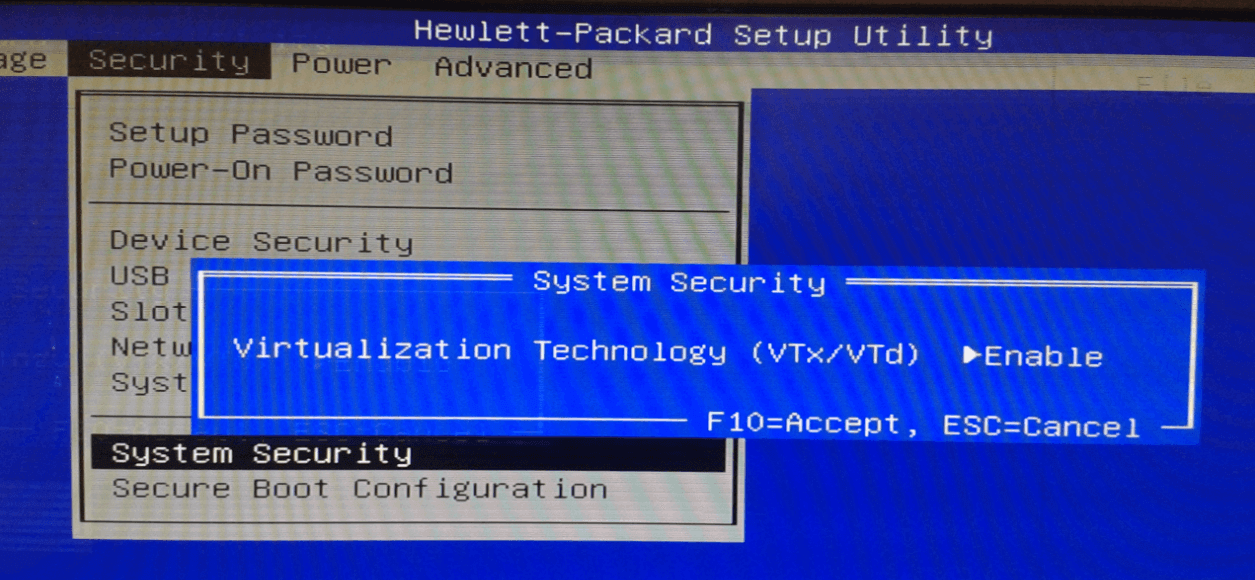 Hewlett-Packard Setup Utility
age Security Power Advanced
File
Setup Password
Power-On Password
Device Security
USB
Slot
Netw
Syst
System Security
Virtualization Technology (VTx/VTd) ▶Enable
F10=Accept, ESC=Cancel
System Security
Secure Boot Configuration